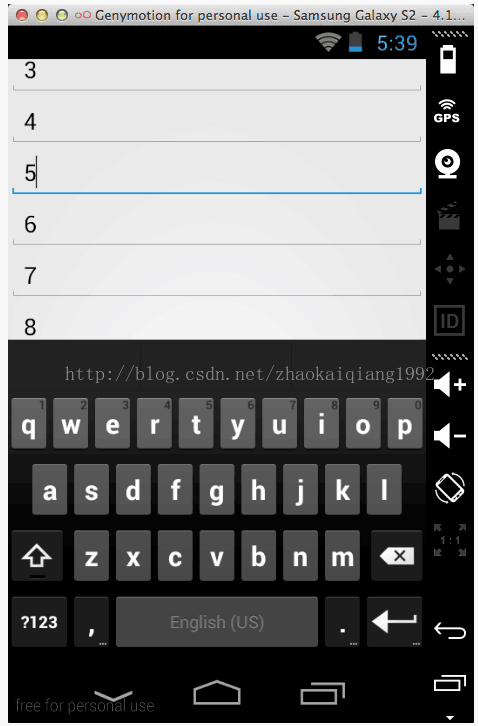 Genymotion for personal use – Samsung Galaxy S2 – 4.1...
5:39
3
4
5
6
7
8
GPS
ID
http://blog.csdn.net/zhaokaiqiang1992
1 2 3 4 5 6 7 8 9 0
q w e r t y u i o p
a s d f g h j k l
z x c v b n m
1:1
?123 , English (US) .
free for personal use